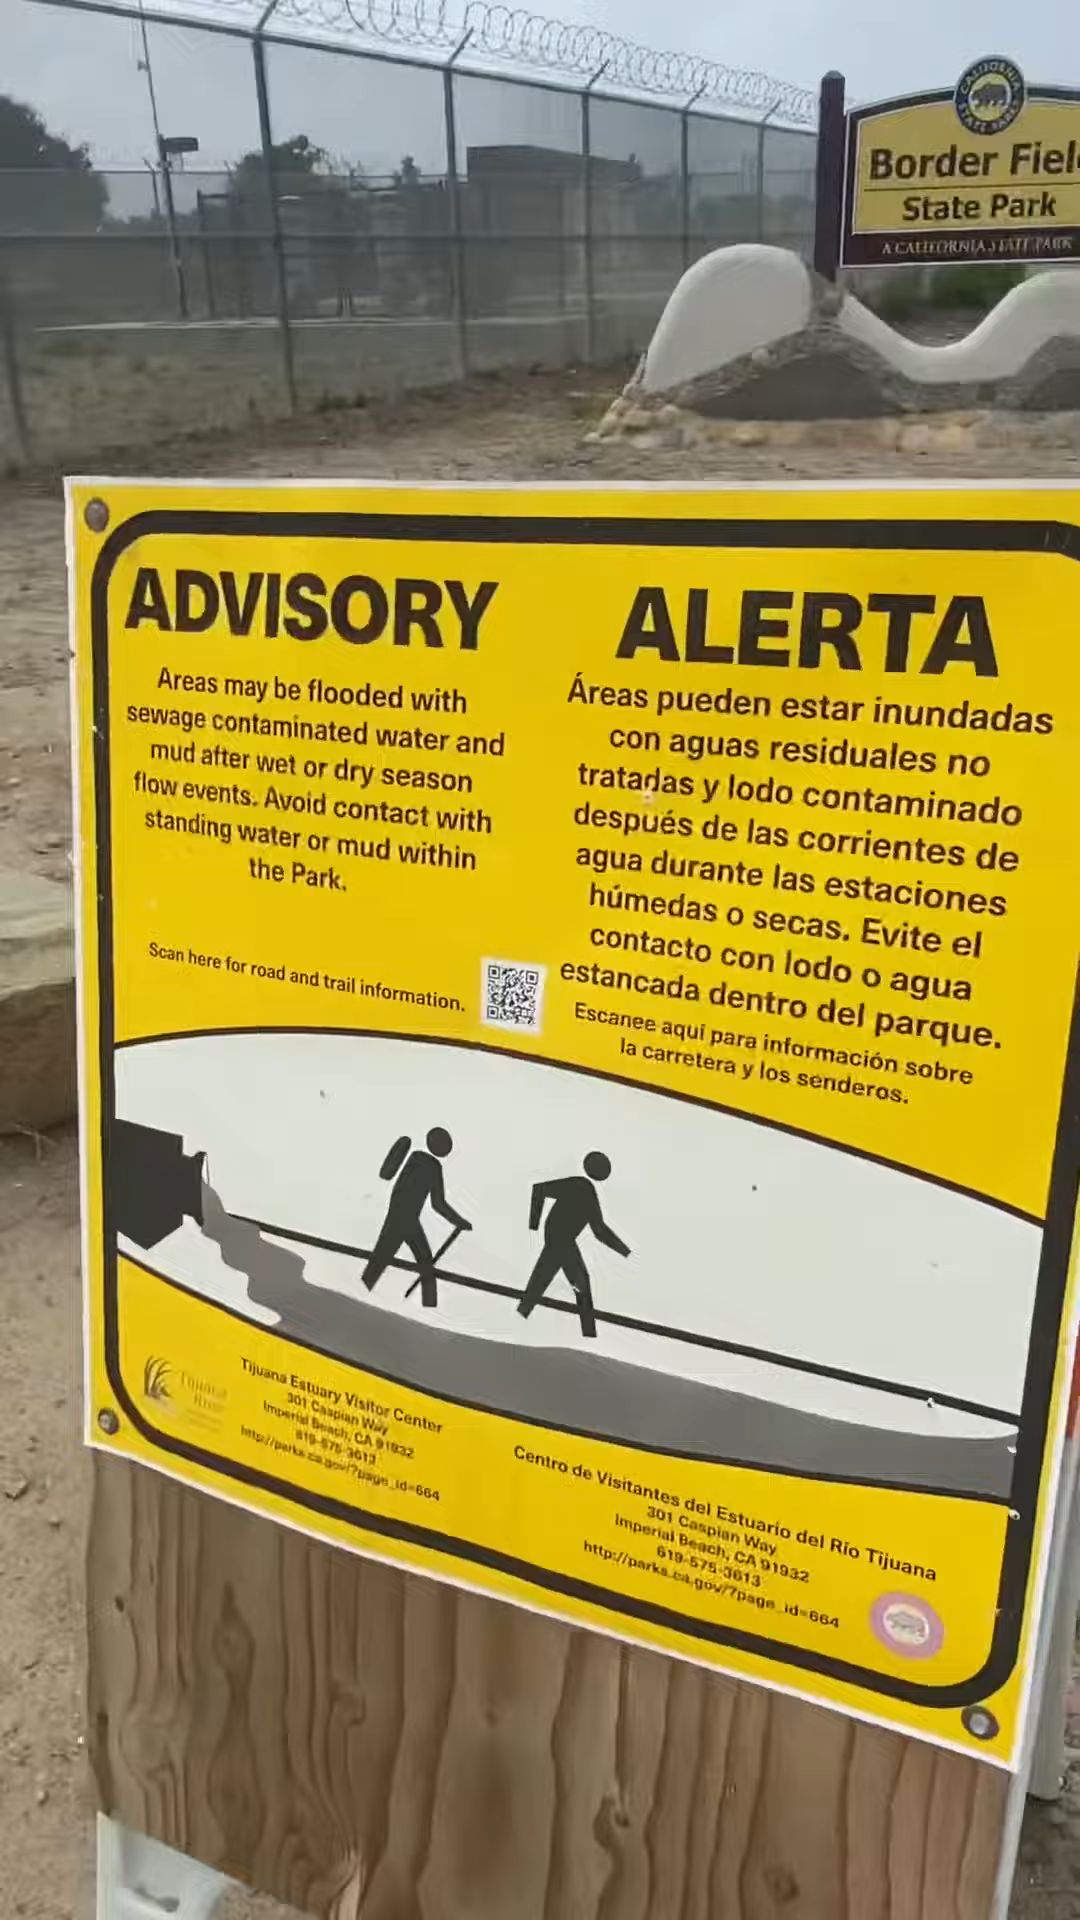 CALIFORNIA
STATE PARKS
Border
State Park
A CALIFORNIA STATE PARK
ADVISORY
Areas may be flooded with
sewage contaminated water and
mud after wet or dry season
flow events. Avoid contact with
standing water or mud within
the Park.
Scan here for road and trail information.
ALERTA
Áreas pueden estar inundadas
con aguas residuales no
tratadas y lodo contaminado
después de las corrientes de
agua durante las estaciones
húmedas o secas. Evite el
contacto con lodo o agua
estancada dentro del parque.
Escanee aquí para información sobre
la carretera y los senderos.
Tijuana
River
Tijuana Estuary Visitor Center
301 Caspian Way
Imperial Beach, CA 91932
619-575-3613
http://parks.ca.gov/?page_id=664
Centro de Visitantes del Estuario del Río Tijuana
301 Caspian Way
Imperial Beach, CA 91932
619-575-3613
http://parks.ca.gov/?page_id=664